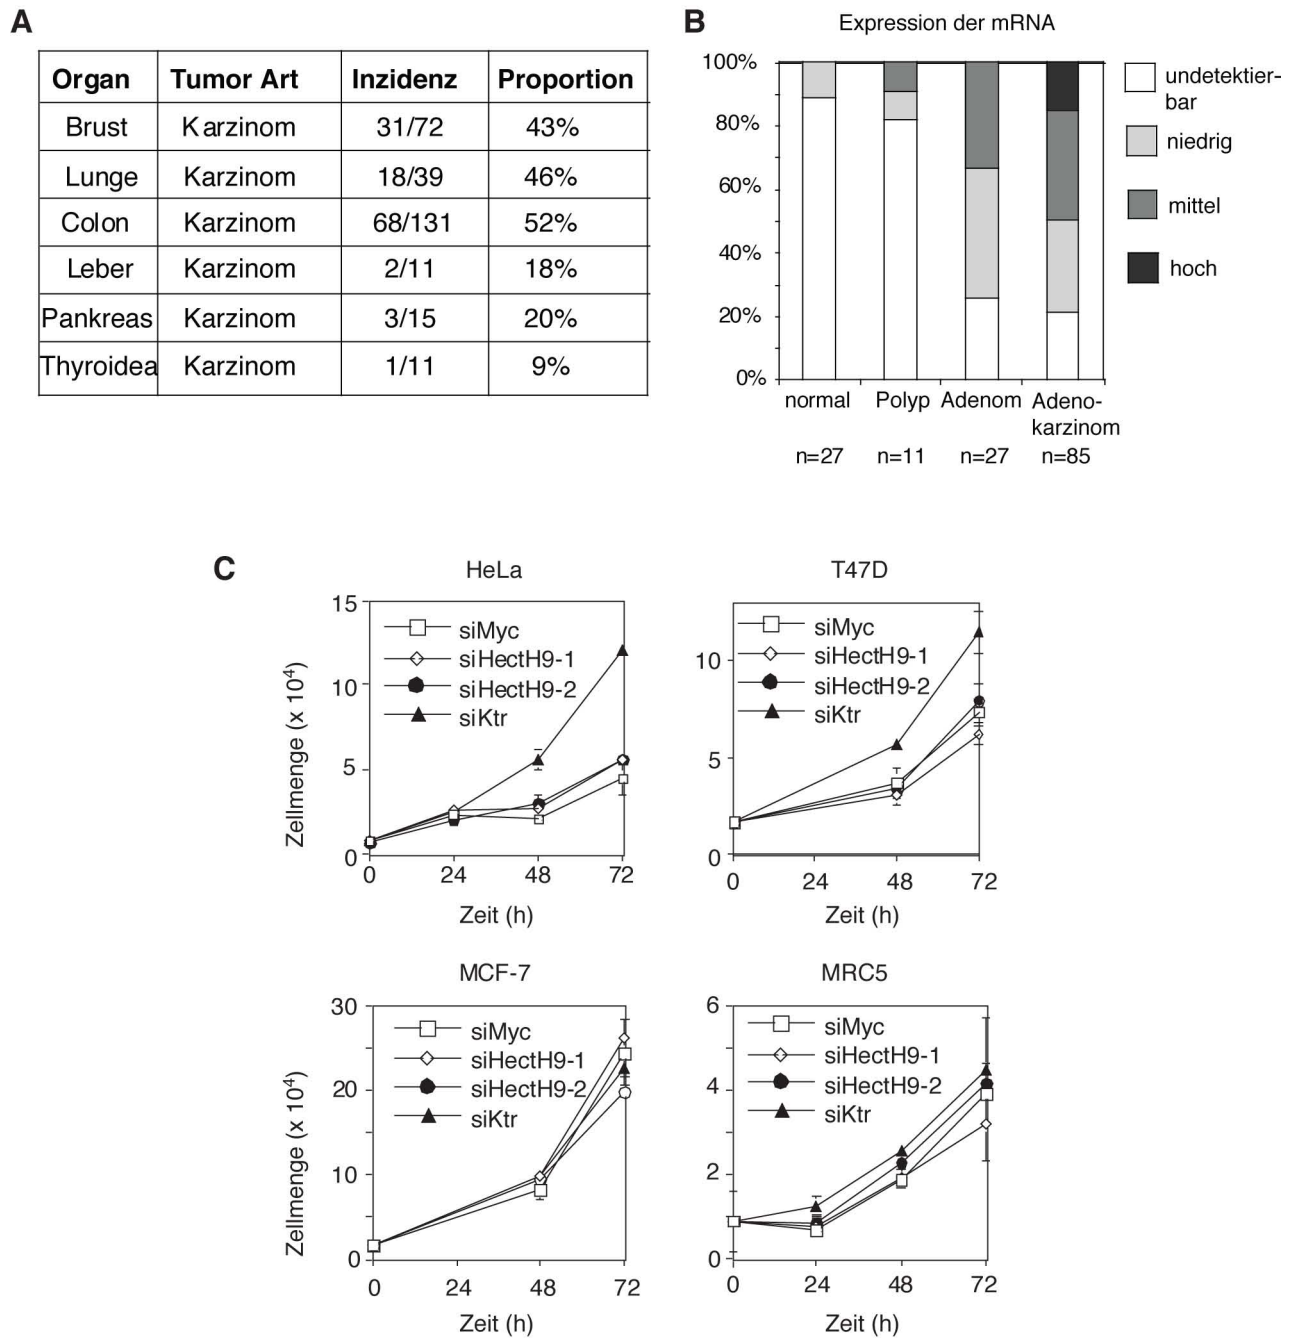 A
Organ Tumor Art Inzidenz Proportion
Brust Karzinom 31/72 43%
Lunge Karzinom 18/39 46%
Colon Karzinom 68/131 52%
Leber Karzinom 2/11 18%
Pankreas Karzinom 3/15 20%
Thyroidea Karzinom 1/11 9%
B
Expression der mRNA
100%
80%
60%
40%
20%
0%
normal Polyp Adenom Adeno-
karzinom
n=27 n=11 n=27 n=85
undetektier-
bar
niedrig
mittel
hoch
C
HeLa
Zellmenge (x 10⁴)
15
10
5
0
siMyc
siHectH9-1
siHectH9-2
siKtr
0 24 48 72
Zeit (h)
T47D
10
5
0
siMyc
siHectH9-1
siHectH9-2
siKtr
0 24 48 72
Zeit (h)
MCF-7
Zellmenge (x 10⁴)
30
20
10
0
siMyc
siHectH9-1
siHectH9-2
siKtr
0 24 48 72
Zeit (h)
MRC5
6
4
2
0
siMyc
siHectH9-1
siHectH9-2
siKtr
0 24 48 72
Zeit (h)